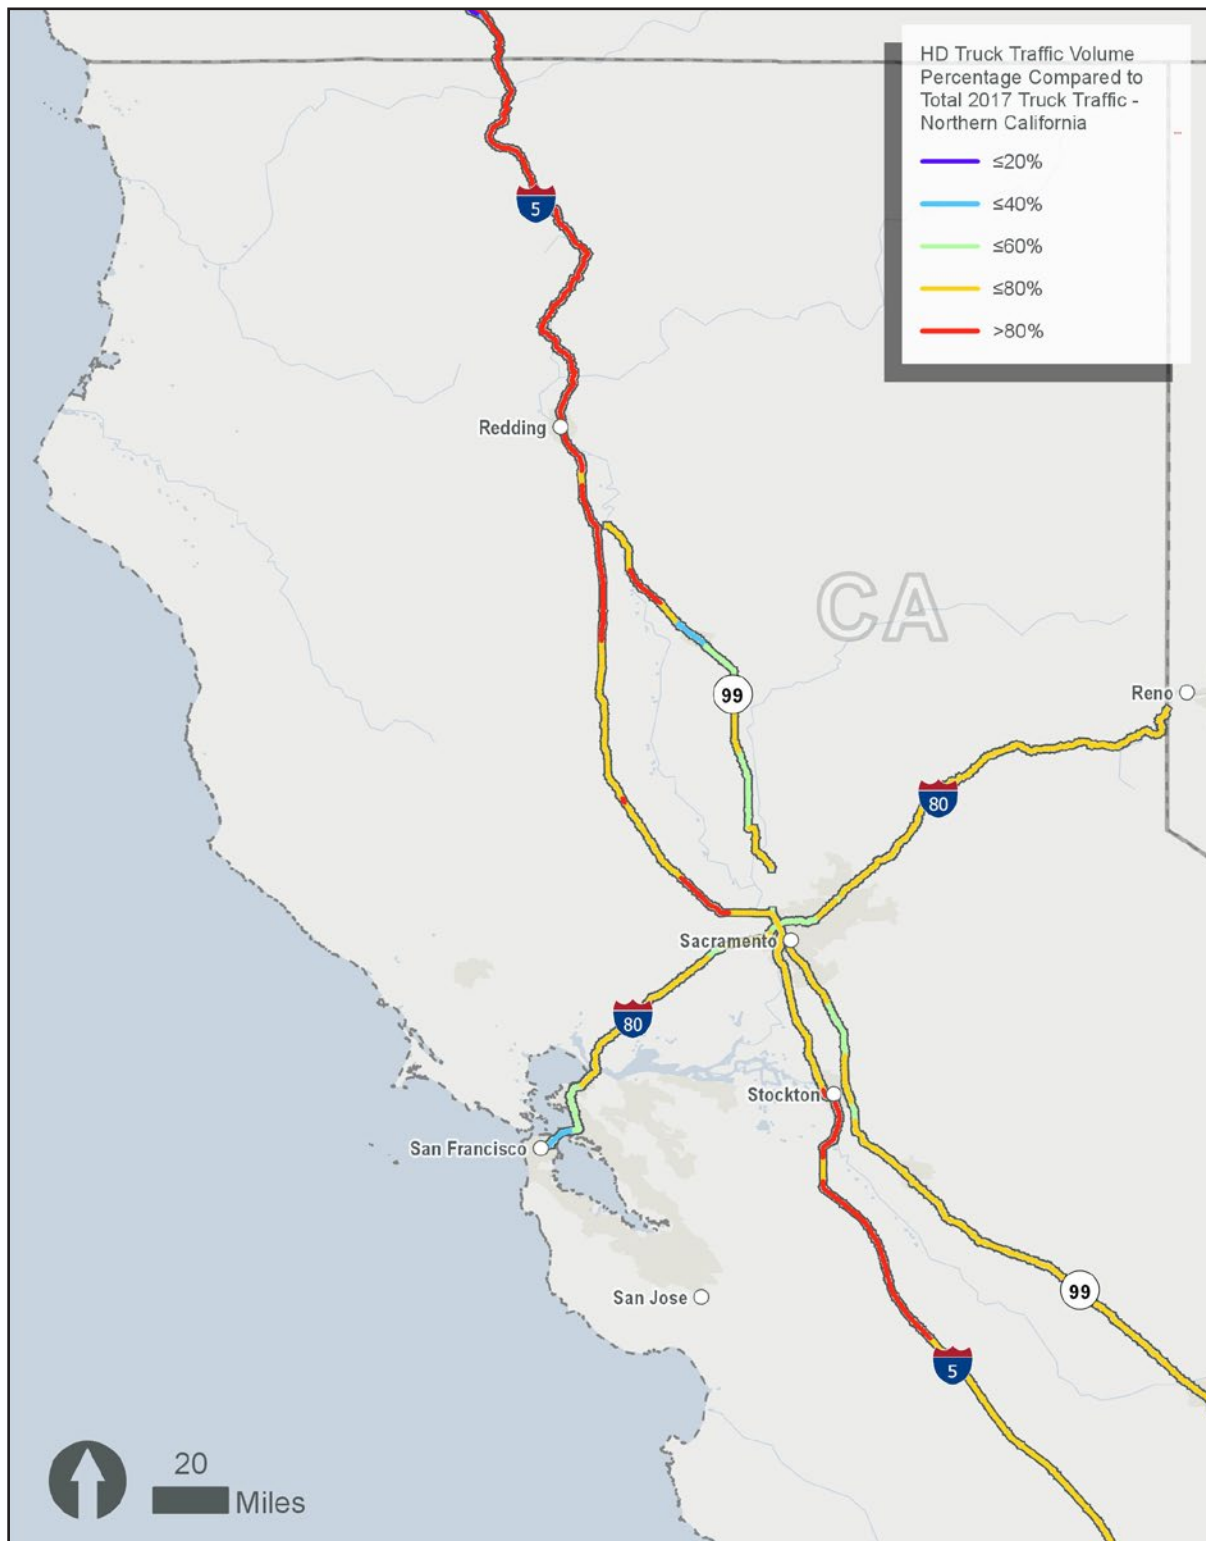 HD Truck Traffic Volume
Percentage Compared to
Total 2017 Truck Traffic -
Northern California
≤20%
≤40%
≤60%
≤80%
>80%
5
Redding
CA
99
Reno
80
Sacramento
80
Stockton
San Francisco
San Jose
99
5
20
Miles